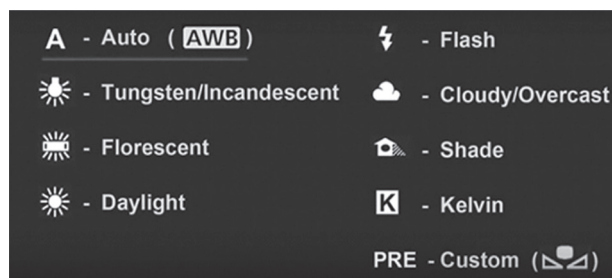 A - Auto ( AWB )
- Tungsten/Incandescent
- Florescent
- Daylight
- Flash
- Cloudy/Overcast
- Shade
K - Kelvin
PRE - Custom ( )